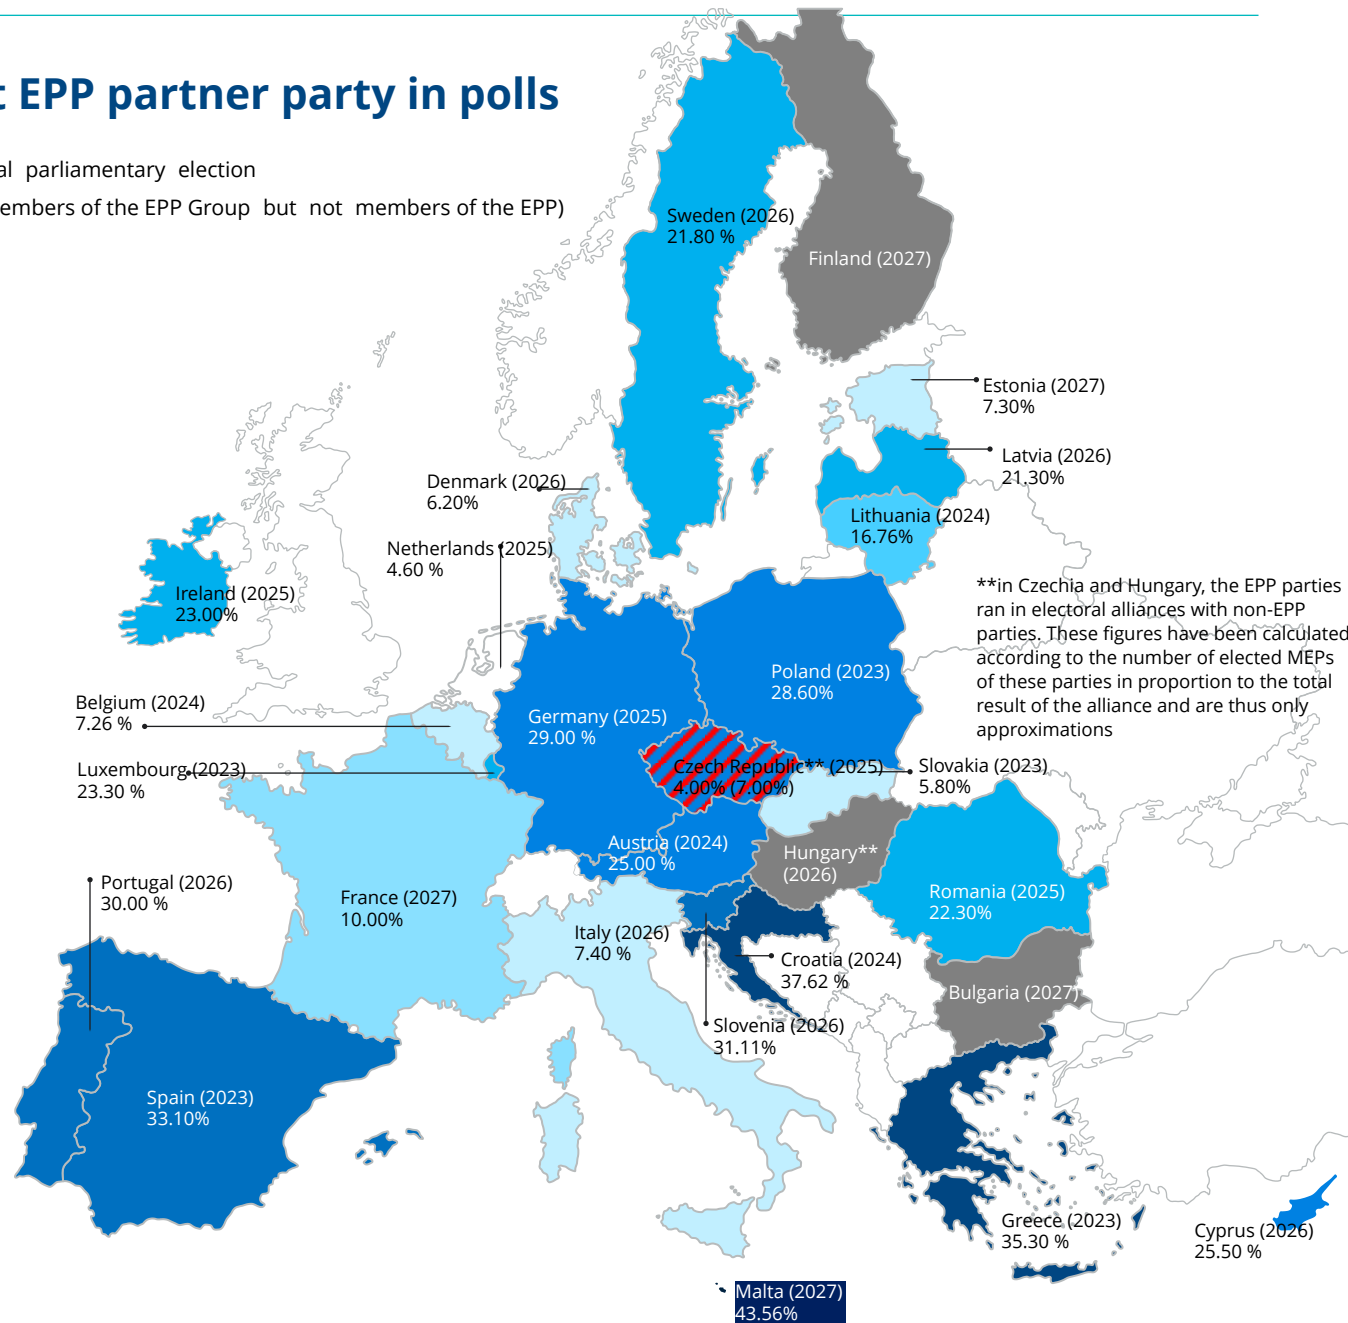 t EPP partner party in polls
al parliamentary election
embers of the EPP Group but not members of the EPP)
Sweden (2026)
21.80 %
Finland (2027)
Estonia (2027)
7.30%
Latvia (2026)
21.30%
Denmark (2026)
6.20%
Lithuania (2024)
16.76%
Netherlands (2025)
4.60 %
Ireland (2025)
23.00%
**in Czechia and Hungary, the EPP parties
ran in electoral alliances with non-EPP
parties. These figures have been calculated
according to the number of elected MEPs
of these parties in proportion to the total
result of the alliance and are thus only
approximations
Poland (2023)
28.60%
Belgium (2024)
7.26 %
Germany (2025)
29.00 %
Luxembourg (2023)
23.30 %
Czech Republic** (2025)
4.00% (7.00%)
Slovakia (2023)
5.80%
Austria (2024)
25.00 %
Hungary**
(2026)
Portugal (2026)
30.00 %
France (2027)
10.00%
Romania (2025)
22.30%
Italy (2026)
7.40 %
Croatia (2024)
37.62 %
Bulgaria (2027)
Slovenia (2026)
31.11%
Spain (2023)
33.10%
Greece (2023)
35.30 %
Cyprus (2026)
25.50 %
Malta (2027)
43.56%